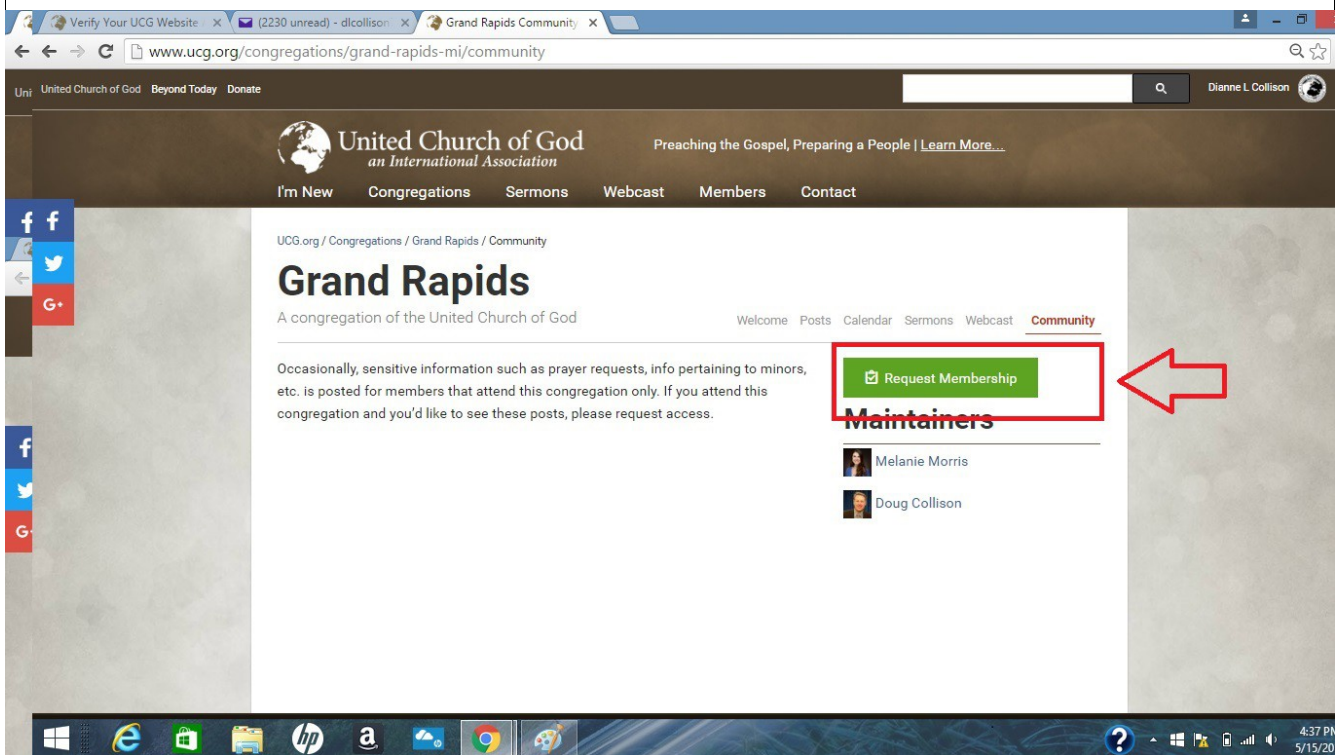 Verify Your UCG Website
(2230 unread) - dlcollison
Grand Rapids Community
www.ucg.org/congregations/grand-rapids-mi/community
United Church of God Beyond Today Donate
Dianne L Collison
United Church of God
an International Association
Preaching the Gospel, Preparing a People | Learn More...
I'm New Congregations Sermons Webcast Members Contact
UCG.org / Congregations / Grand Rapids / Community
Grand Rapids
A congregation of the United Church of God
Welcome Posts Calendar Sermons Webcast Community
Occasionally, sensitive information such as prayer requests, info pertaining to minors,
etc. is posted for members that attend this congregation only. If you attend this
congregation and you'd like to see these posts, please request access.
Request Membership
Maintainers
Melanie Morris
Doug Collison
4:37 PM
5/15/20